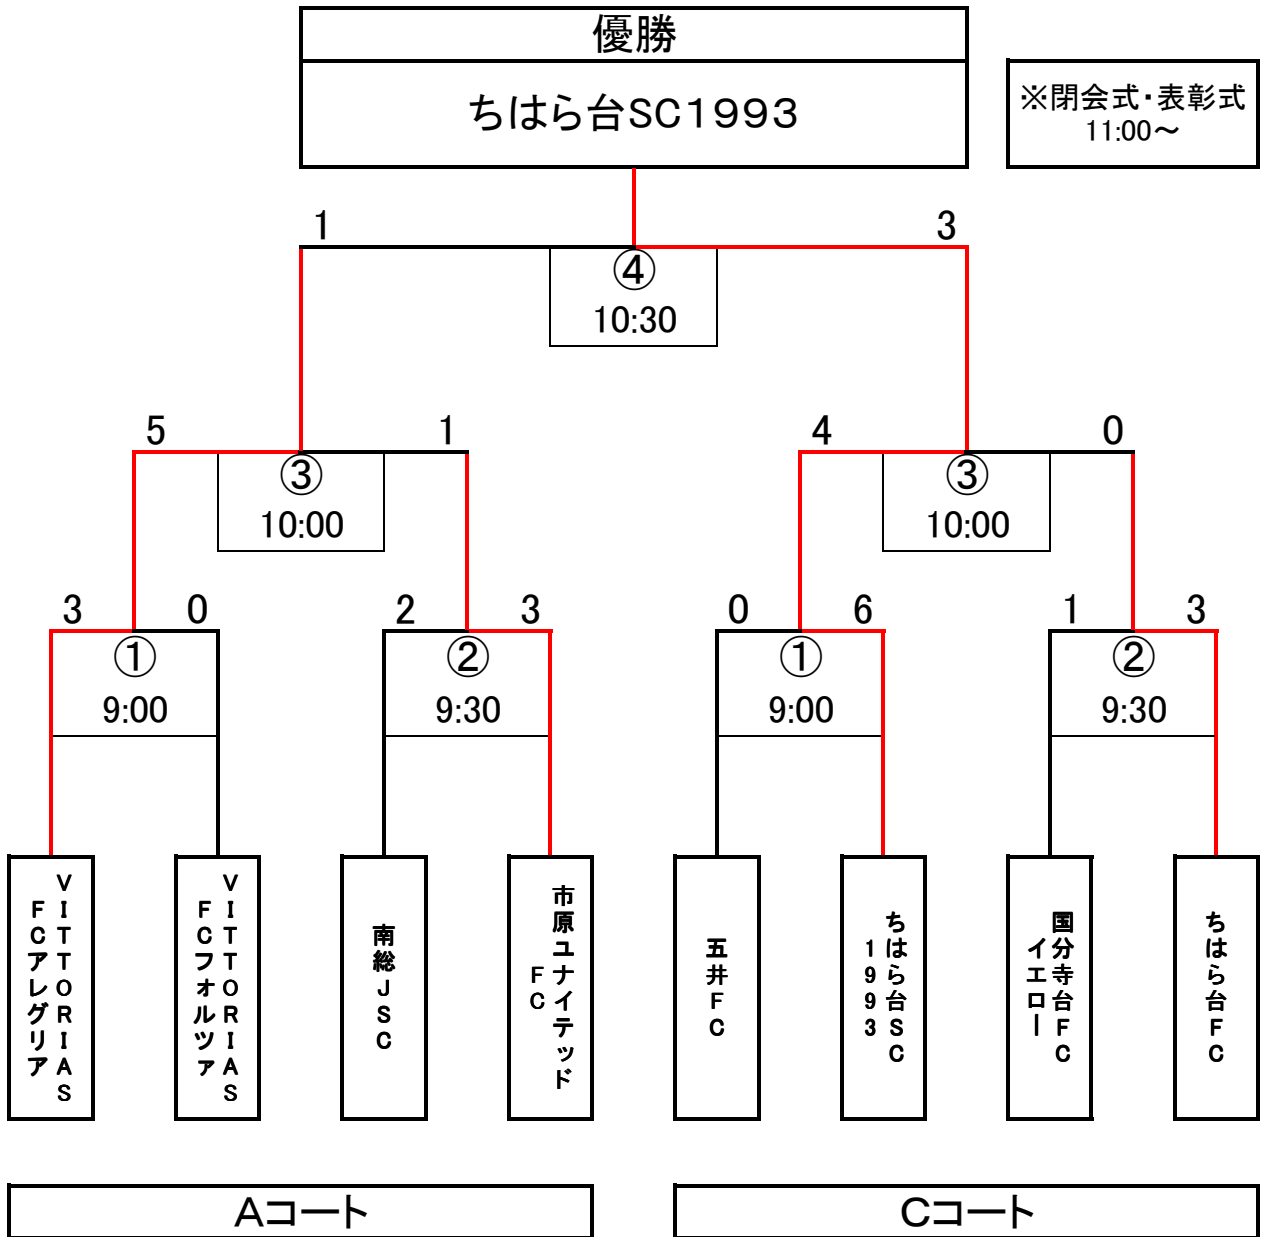 優勝
ちはら台SC1993
※閉会式・表彰式
11:00～
1
3
④
10:30
5
1
4
0
③
10:00
③
10:00
3
0
2
3
0
6
1
3
①
9:00
②
9:30
①
9:00
②
9:30
VITTORIAS
FCアレグリア
VITTORIAS
FCフォルツァ
南総JSC
市原ユナイテッド
FC
五井FC
ちはら台SC
1993
国分寺台FC
イエロー
ちはら台FC
Aコート
Cコート